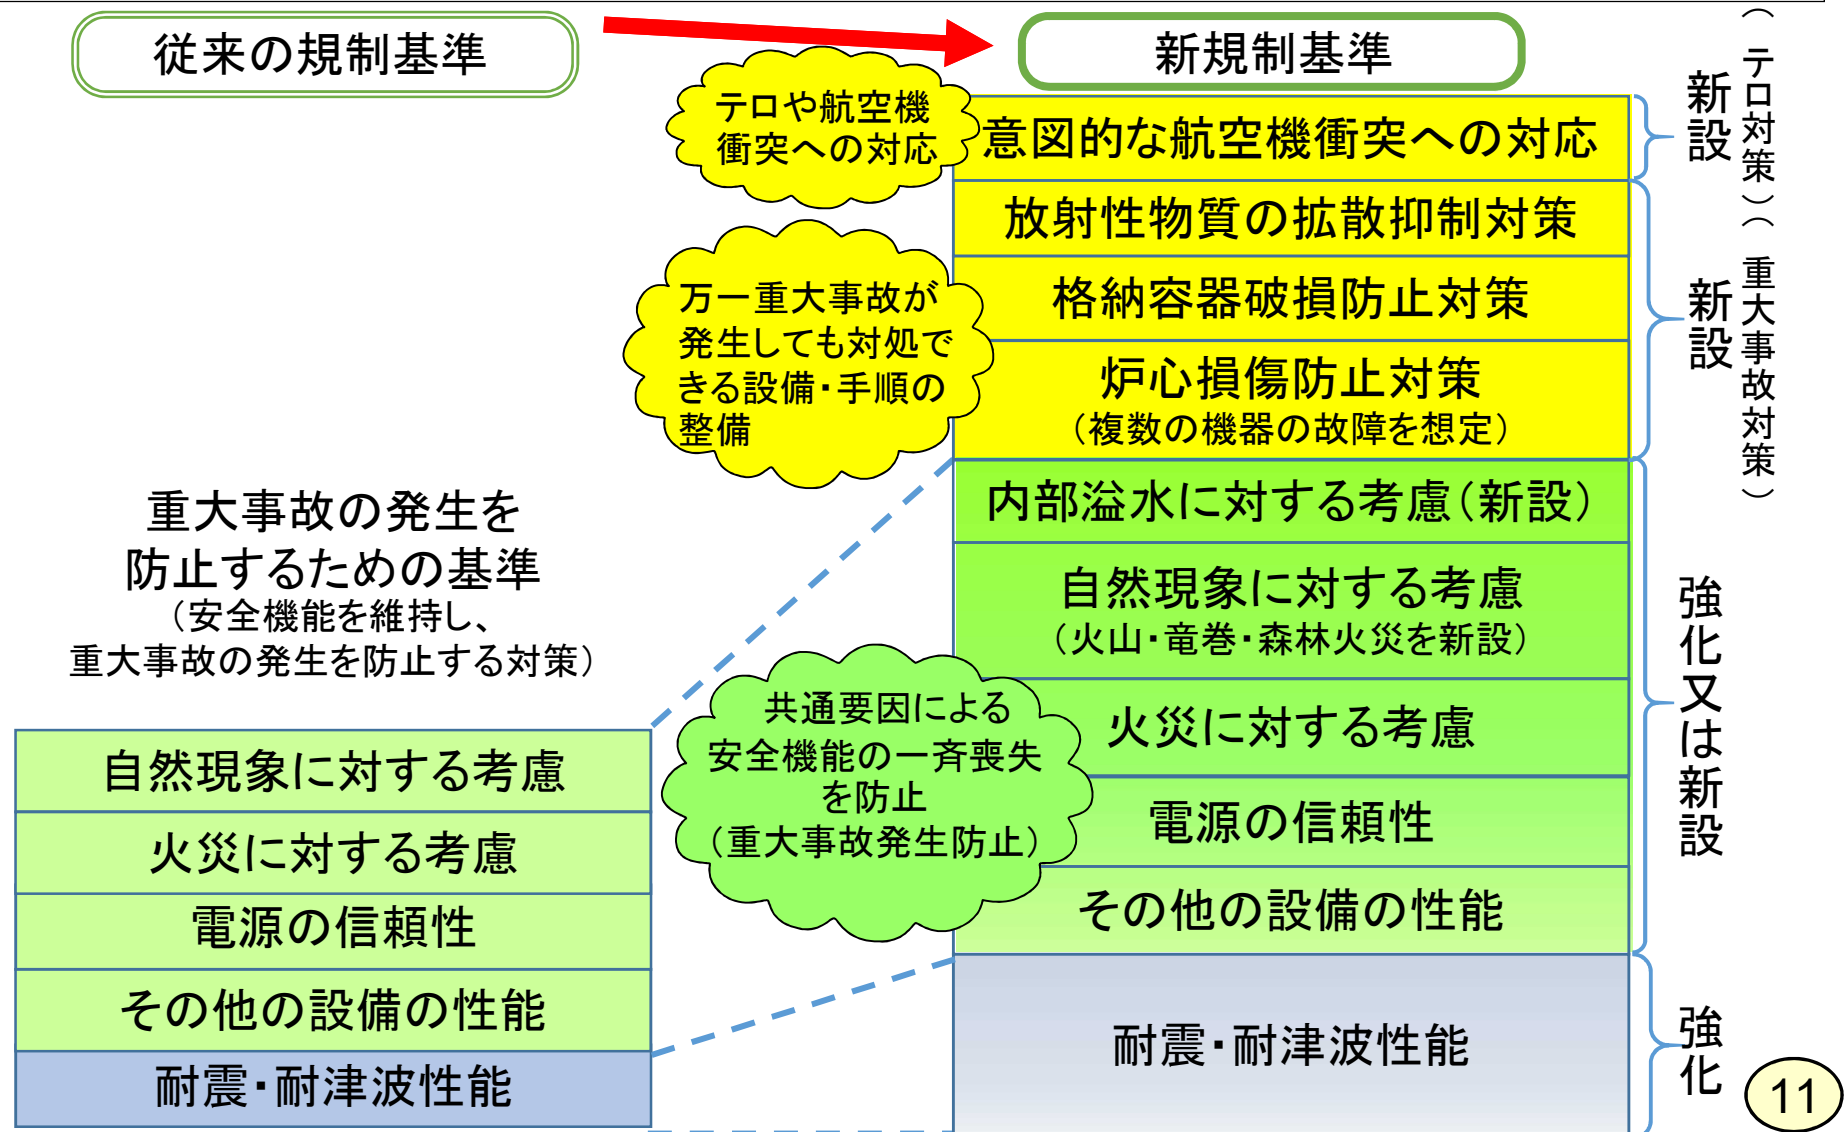 従来の規制基準
重大事故の発生を
防止するための基準
（安全機能を維持し、
重大事故の発生を防止する対策）
自然現象に対する考慮
火災に対する考慮
電源の信頼性
その他の設備の性能
耐震・耐津波性能
新規制基準
テロや航空機
衝突への対応
万一重大事故が
発生しても対処で
きる設備・手順の
整備
共通要因による
安全機能の一斉喪失
を防止
（重大事故発生防止）
意図的な航空機衝突への対応
放射性物質の拡散抑制対策
格納容器破損防止対策
炉心損傷防止対策
（複数の機器の故障を想定）
内部溢水に対する考慮（新設）
自然現象に対する考慮
（火山・竜巻・森林火災を新設）
火災に対する考慮
電源の信頼性
その他の設備の性能
耐震・耐津波性能
新設
（テロ対策）
新設
（重大事故対策）
強化又は新設
強化
11